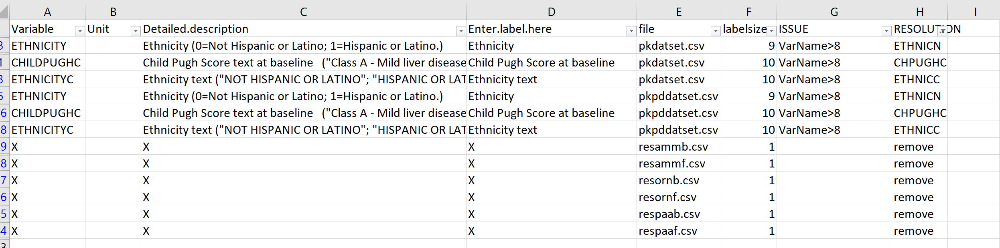 A B C D E F G H I
Variable Unit Detailed.description Enter.label.here file labelsize ISSUE RESOLUTION
3 ETHNICITY Ethnicity (0=Not Hispanic or Latino; 1=Hispanic or Latino.) Ethnicity pkdatset.csv 9 VarName>8 ETHNICN
1 CHILDPUGHC Child Pugh Score text at baseline ("Class A - Mild liver disease Child Pugh Score at baseline pkdatset.csv 10 VarName>8 CHPUGHC
3 ETHNICITYC Ethnicity text ("NOT HISPANIC OR LATINO"; "HISPANIC OR LAT Ethnicity text pkdatset.csv 10 VarName>8 ETHNICC
5 ETHNICITY Ethnicity (0=Not Hispanic or Latino; 1=Hispanic or Latino.) Ethnicity pkpddatset.csv 9 VarName>8 ETHNICN
6 CHILDPUGHC Child Pugh Score text at baseline ("Class A - Mild liver disease Child Pugh Score at baseline pkpddatset.csv 10 VarName>8 CHPUGHC
8 ETHNICITYC Ethnicity text ("NOT HISPANIC OR LATINO"; "HISPANIC OR LAT Ethnicity text pkpddatset.csv 10 VarName>8 ETHNICC
9 X X X resammb.csv 1 remove
8 X X X resammf.csv 1 remove
7 X X X resornb.csv 1 remove
6 X X X resornf.csv 1 remove
5 X X X respaab.csv 1 remove
4 X X X respaaf.csv 1 remove
3